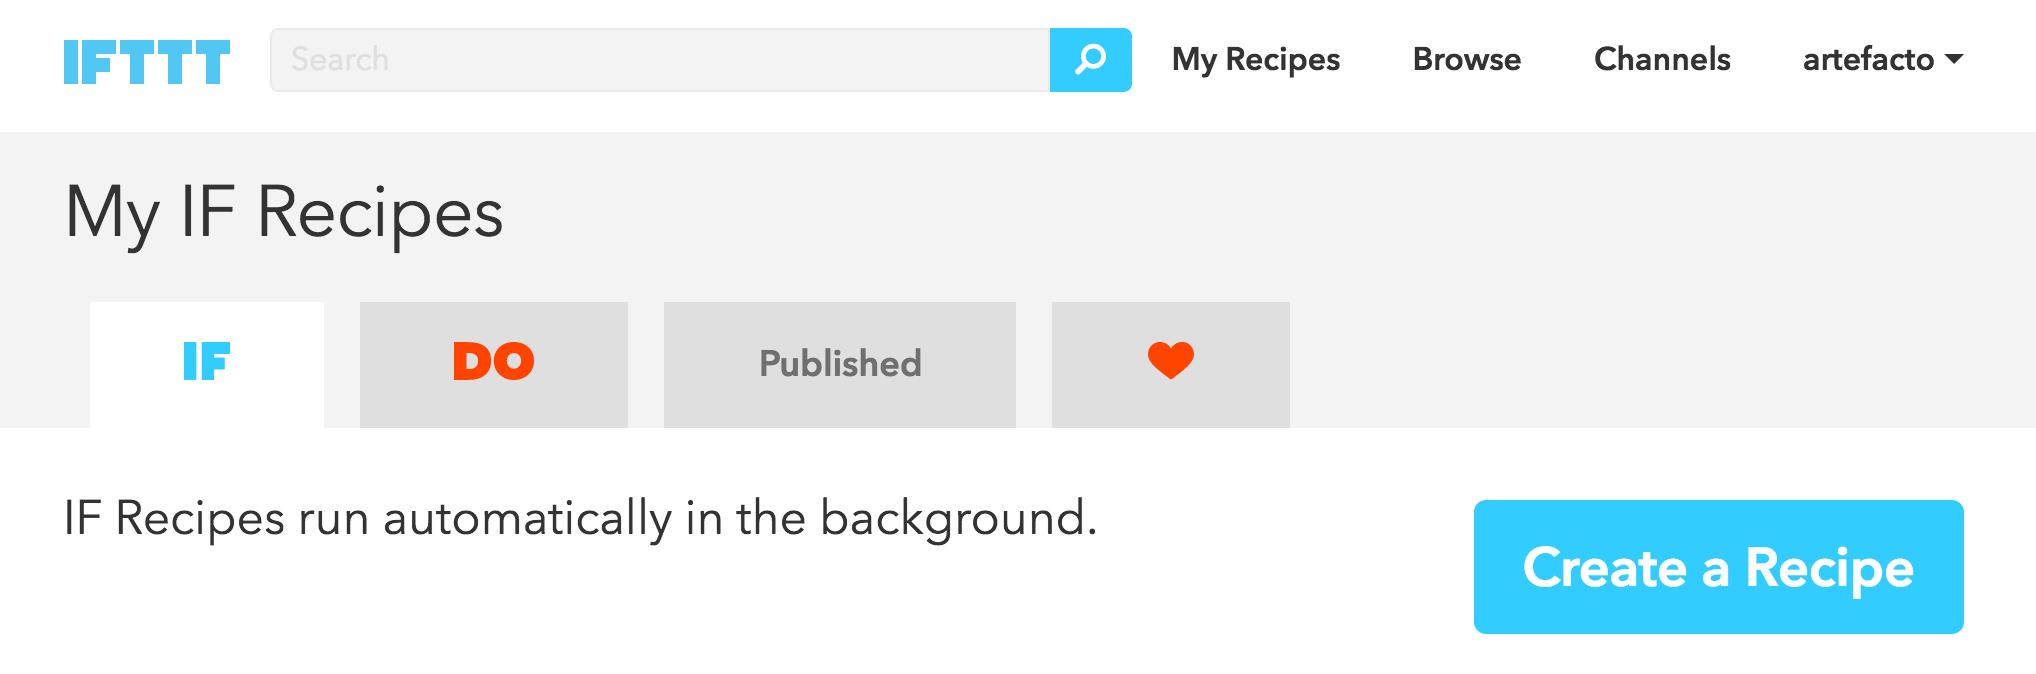 IFTTT Search My Recipes Browse Channels artefacto
My IF Recipes
IF DO Published
IF Recipes run automatically in the background.
Create a Recipe